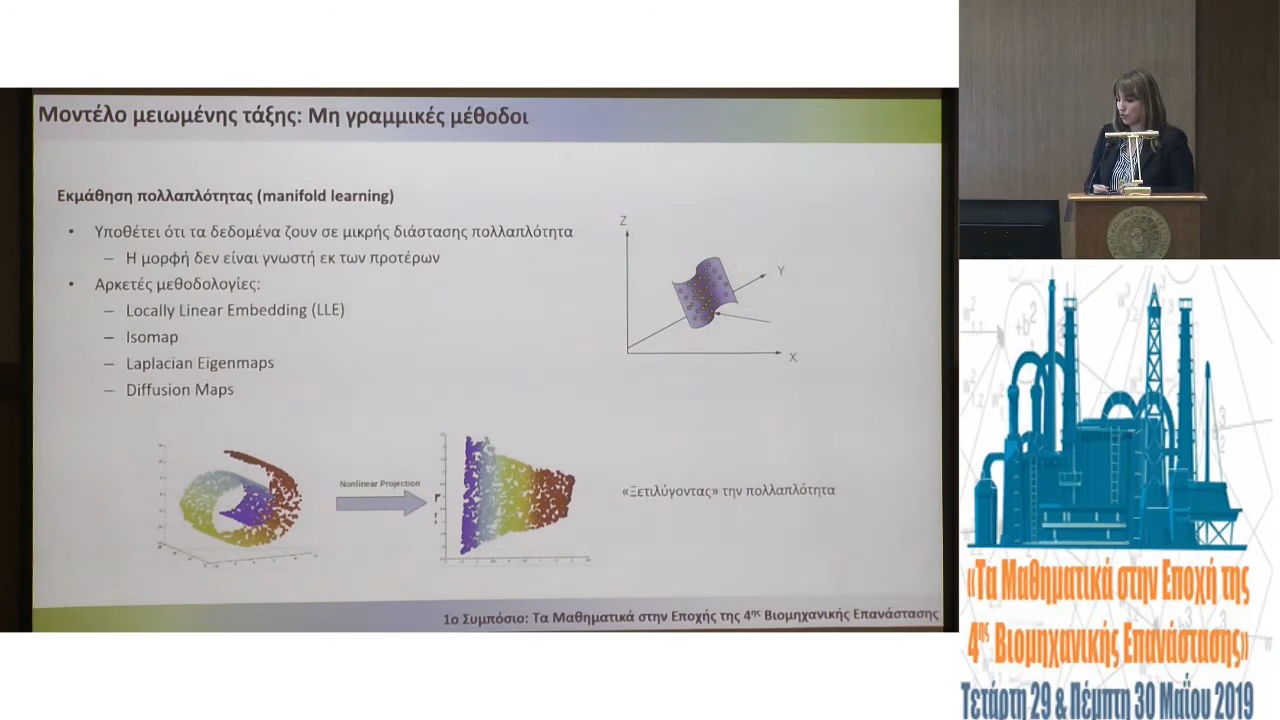 Μοντέλο μειωμένης τάξης: Μη γραμμικές μέθοδοι
Εκμάθηση πολλαπλότητας (manifold learning)
• Υποθέτει ότι τα δεδομένα ζουν σε μικρής διάστασης πολλαπλότητα
– Η μορφή δεν είναι γνωστή εκ των προτέρων
• Αρκετές μεθοδολογίες:
– Locally Linear Embedding (LLE)
– Isomap
– Laplacian Eigenmaps
– Diffusion Maps
Z
Y
X
Nonlinear Projection
«Ξετιλύγοντας» την πολλαπλότητα
1ο Συμπόσιο: Τα Μαθηματικά στην Εποχής της 4ης Βιομηχανικής Επανάστασης
«Τα Μαθηματικά στην Εποχή της
4ης Βιομηχανικής Επανάστασης»
Τετάρτη 29 & Πέμπτη 30 Μαΐου 2019